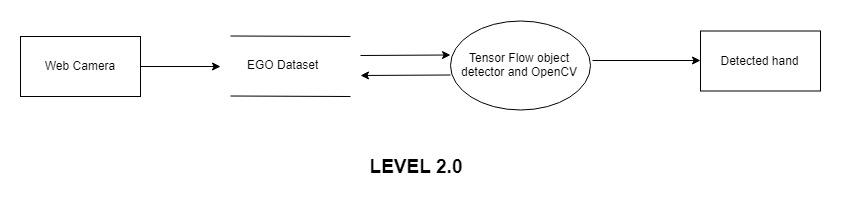 Web Camera
EGO Dataset
Tensor Flow object
detector and OpenCV
Detected hand
LEVEL 2.0